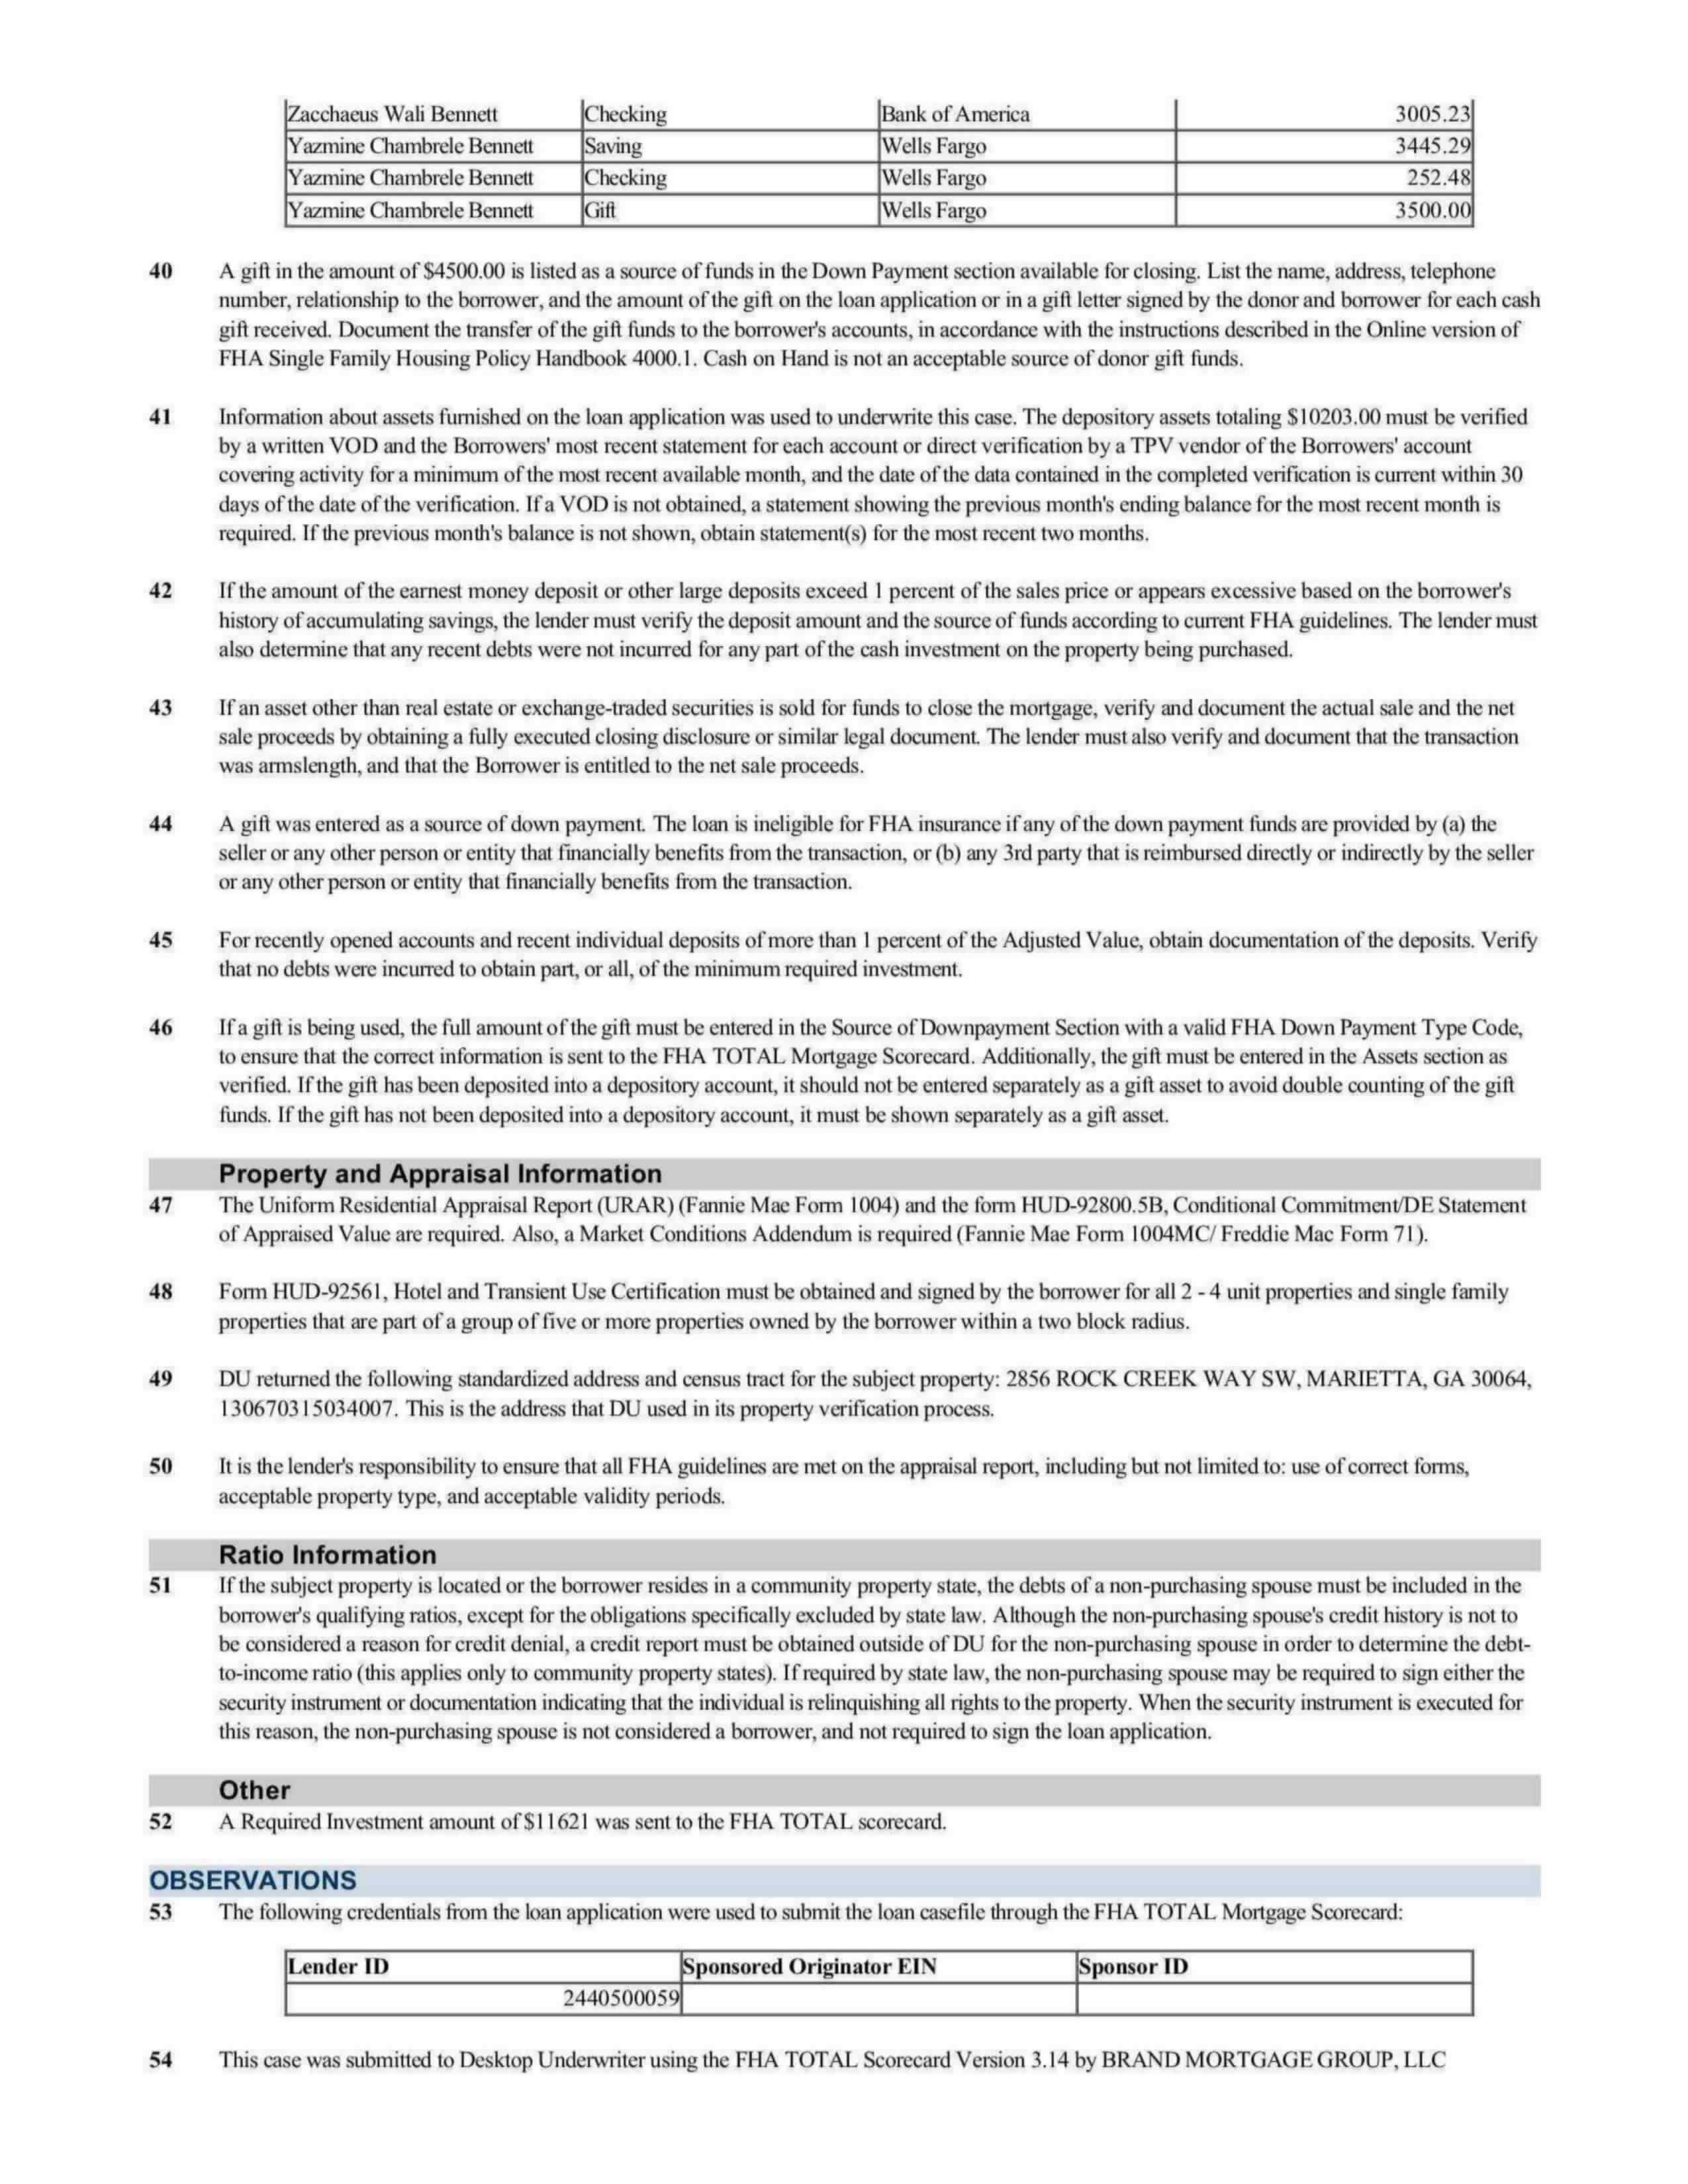 Zacchaeus Wali Bennett Checking Bank of America 3005.23
Yazmine Chambrele Bennett Saving Wells Fargo 3445.29
Yazmine Chambrele Bennett Checking Wells Fargo 252.48
Yazmine Chambrele Bennett Gift Wells Fargo 3500.00
40 A gift in the amount of $4500.00 is listed as a source of funds in the Down Payment section available for closing. List the name, address, telephone
number, relationship to the borrower, and the amount of the gift on the loan application or in a gift letter signed by the donor and borrower for each cash
gift received. Document the transfer of the gift funds to the borrower's accounts, in accordance with the instructions described in the Online version of
FHA Single Family Housing Policy Handbook 4000.1. Cash on Hand is not an acceptable source of donor gift funds.
41 Information about assets furnished on the loan application was used to underwrite this case. The depository assets totaling $10203.00 must be verified
by a written VOD and the Borrowers' most recent statement for each account or direct verification by a TPV vendor of the Borrowers' account
covering activity for a minimum of the most recent available month, and the date of the data contained in the completed verification is current within 30
days of the date of the verification. If a VOD is not obtained, a statement showing the previous month's ending balance for the most recent month is
required. If the previous month's balance is not shown, obtain statement(s) for the most recent two months.
42 If the amount of the earnest money deposit or other large deposits exceed 1 percent of the sales price or appears excessive based on the borrower's
history of accumulating savings, the lender must verify the deposit amount and the source of funds according to current FHA guidelines. The lender must
also determine that any recent debts were not incurred for any part of the cash investment on the property being purchased.
43 If an asset other than real estate or exchange-traded securities is sold for funds to close the mortgage, verify and document the actual sale and the net
sale proceeds by obtaining a fully executed closing disclosure or similar legal document. The lender must also verify and document that the transaction
was armslength, and that the Borrower is entitled to the net sale proceeds.
44 A gift was entered as a source of down payment. The loan is ineligible for FHA insurance if any of the down payment funds are provided by (a) the
seller or any other person or entity that financially benefits from the transaction, or (b) any 3rd party that is reimbursed directly or indirectly by the seller
or any other person or entity that financially benefits from the transaction.
45 For recently opened accounts and recent individual deposits of more than 1 percent of the Adjusted Value, obtain documentation of the deposits. Verify
that no debts were incurred to obtain part, or all, of the minimum required investment.
46 If a gift is being used, the full amount of the gift must be entered in the Source of Downpayment Section with a valid FHA Down Payment Type Code,
to ensure that the correct information is sent to the FHA TOTAL Mortgage Scorecard. Additionally, the gift must be entered in the Assets section as
verified. If the gift has been deposited into a depository account, it should not be entered separately as a gift asset to avoid double counting of the gift
funds. If the gift has not been deposited into a depository account, it must be shown separately as a gift asset.
Property and Appraisal Information
47 The Uniform Residential Appraisal Report (URAR) (Fannie Mae Form 1004) and the form HUD-92800.5B, Conditional Commitment/DE Statement
of Appraised Value are required. Also, a Market Conditions Addendum is required (Fannie Mae Form 1004MC/ Freddie Mac Form 71).
48 Form HUD-92561, Hotel and Transient Use Certification must be obtained and signed by the borrower for all 2 - 4 unit properties and single family
properties that are part of a group of five or more properties owned by the borrower within a two block radius.
49 DU returned the following standardized address and census tract for the subject property: 2856 ROCK CREEK WAY SW, MARIETTA, GA 30064,
130670315034007. This is the address that DU used in its property verification process.
50 It is the lender's responsibility to ensure that all FHA guidelines are met on the appraisal report, including but not limited to: use of correct forms,
acceptable property type, and acceptable validity periods.
Ratio Information
51 If the subject property is located or the borrower resides in a community property state, the debts of a non-purchasing spouse must be included in the
borrower's qualifying ratios, except for the obligations specifically excluded by state law. Although the non-purchasing spouse's credit history is not to
be considered a reason for credit denial, a credit report must be obtained outside of DU for the non-purchasing spouse in order to determine the debt-
to-income ratio (this applies only to community property states). If required by state law, the non-purchasing spouse may be required to sign either the
security instrument or documentation indicating that the individual is relinquishing all rights to the property. When the security instrument is executed for
this reason, the non-purchasing spouse is not considered a borrower, and not required to sign the loan application.
Other
52 A Required Investment amount of $11621 was sent to the FHA TOTAL scorecard.
OBSERVATIONS
53 The following credentials from the loan application were used to submit the loan casefile through the FHA TOTAL Mortgage Scorecard:
Lender ID Sponsored Originator EIN Sponsor ID
2440500059
54 This case was submitted to Desktop Underwriter using the FHA TOTAL Scorecard Version 3.14 by BRAND MORTGAGE GROUP, LLC